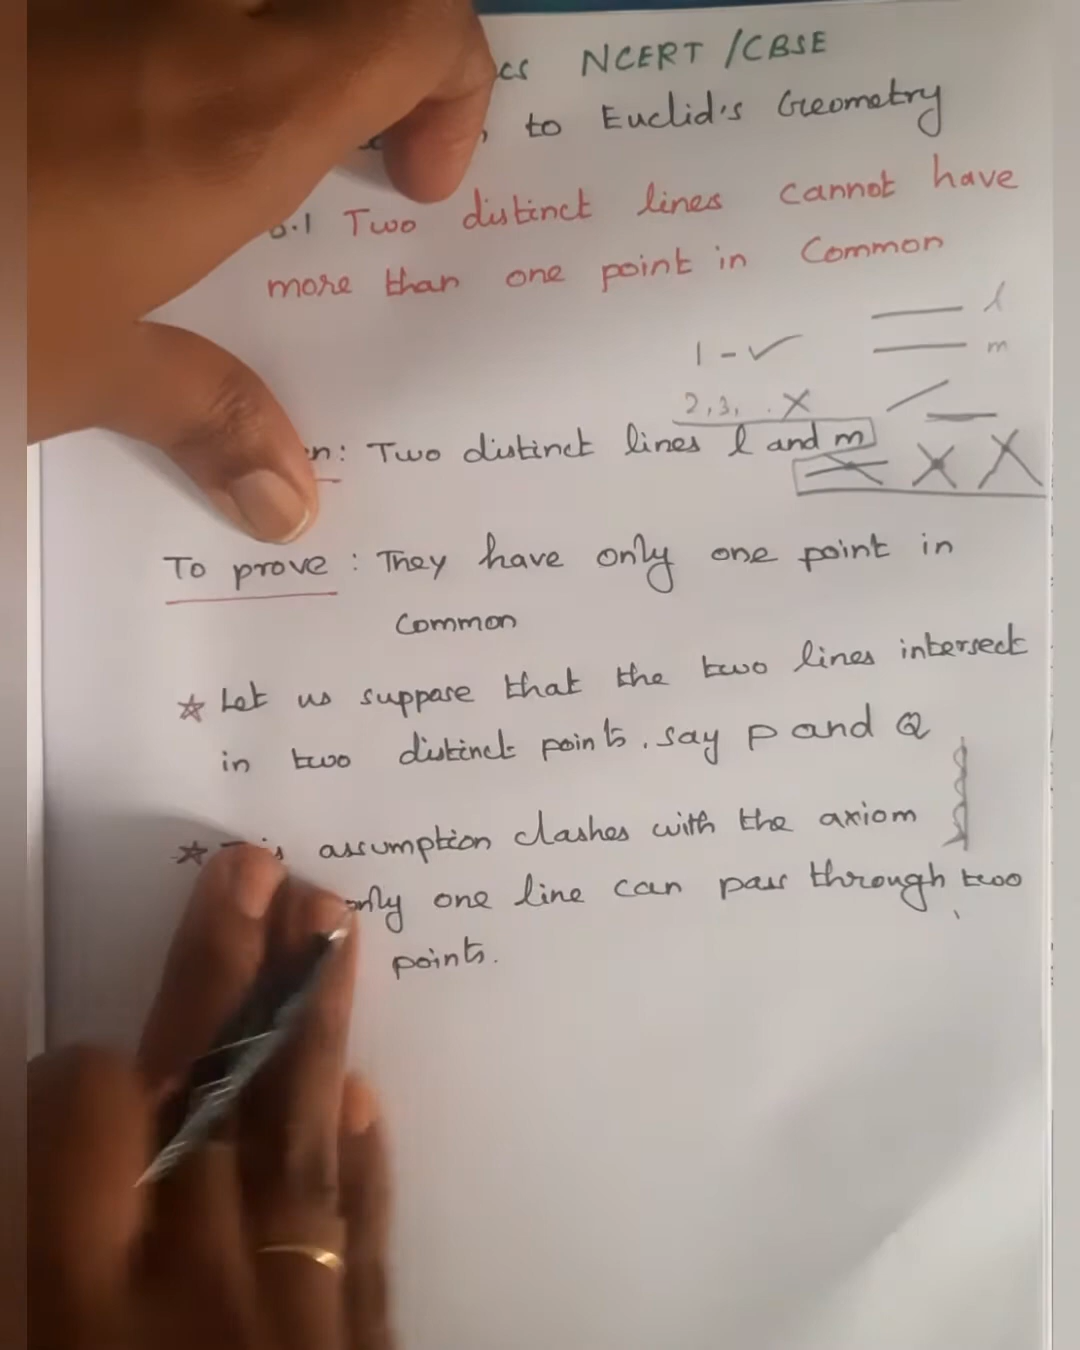 NCERT / CBSE
to Euclid's Geometry
Two distinct lines cannot have
more than one point in Common
l
1 - ✓
m
2, 3, . X
Two distinct lines l and m
To prove : They have only one point in
Common
☆ Let us suppose that the two lines intersect
in two distinct points, say P and Q
☆ assumption clashes with the axiom
only one line can pass through two
points.